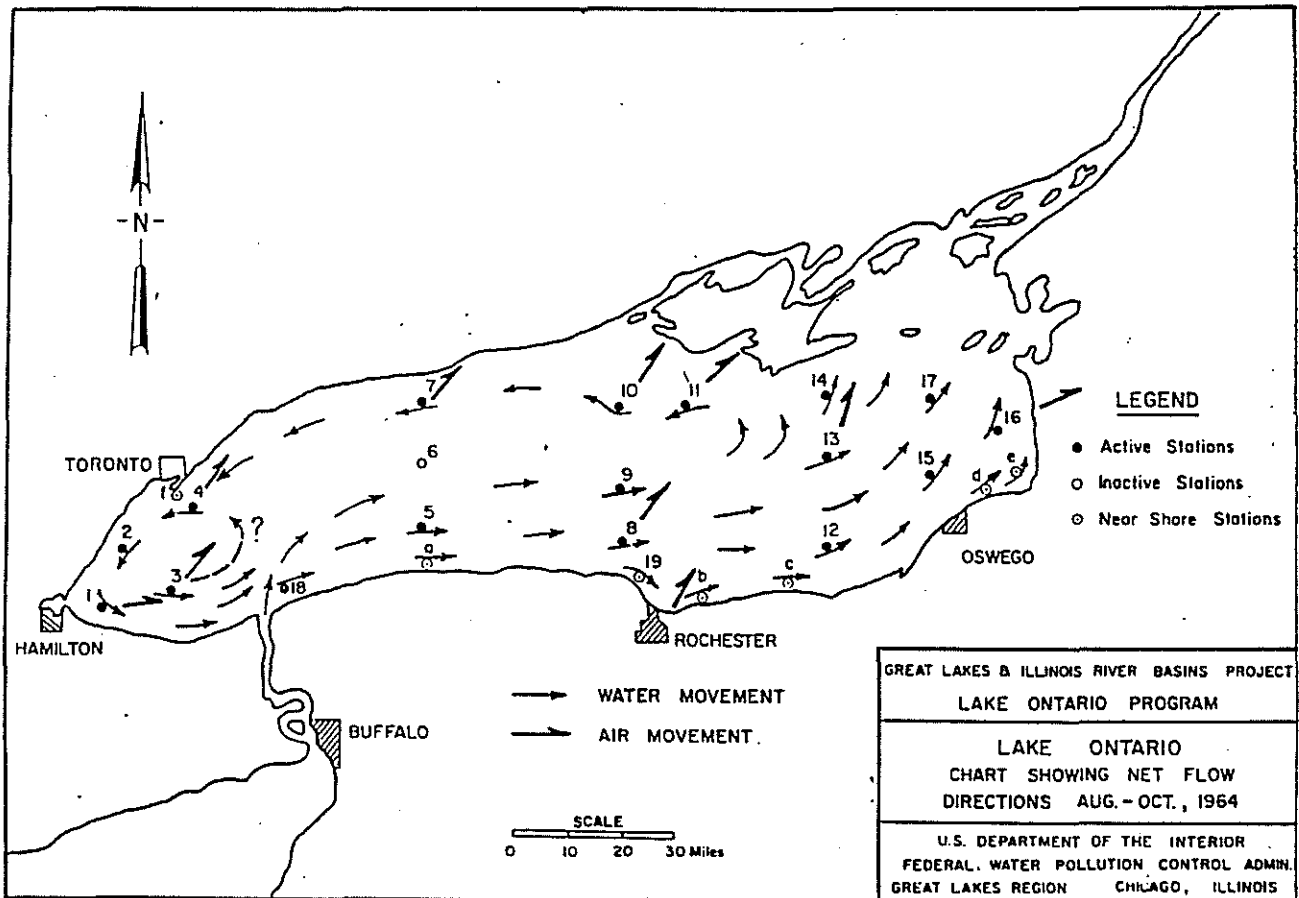 -N-
TORONTO
HAMILTON
BUFFALO
ROCHESTER
OSWEGO
1
2
3
4
1
5
a
6
7
8
9
10
11
12
13
14
15
16
17
18
19
b
c
d
e
?
LEGEND
Active Stations
Inactive Stations
Near Shore Stations
WATER MOVEMENT
AIR MOVEMENT.
SCALE
0 10 20 30 Miles
GREAT LAKES & ILLINOIS RIVER BASINS PROJECT
LAKE ONTARIO PROGRAM
LAKE ONTARIO
CHART SHOWING NET FLOW
DIRECTIONS AUG.-OCT., 1964
U.S. DEPARTMENT OF THE INTERIOR
FEDERAL. WATER POLLUTION CONTROL ADMIN.
GREAT LAKES REGION CHICAGO, ILLINOIS